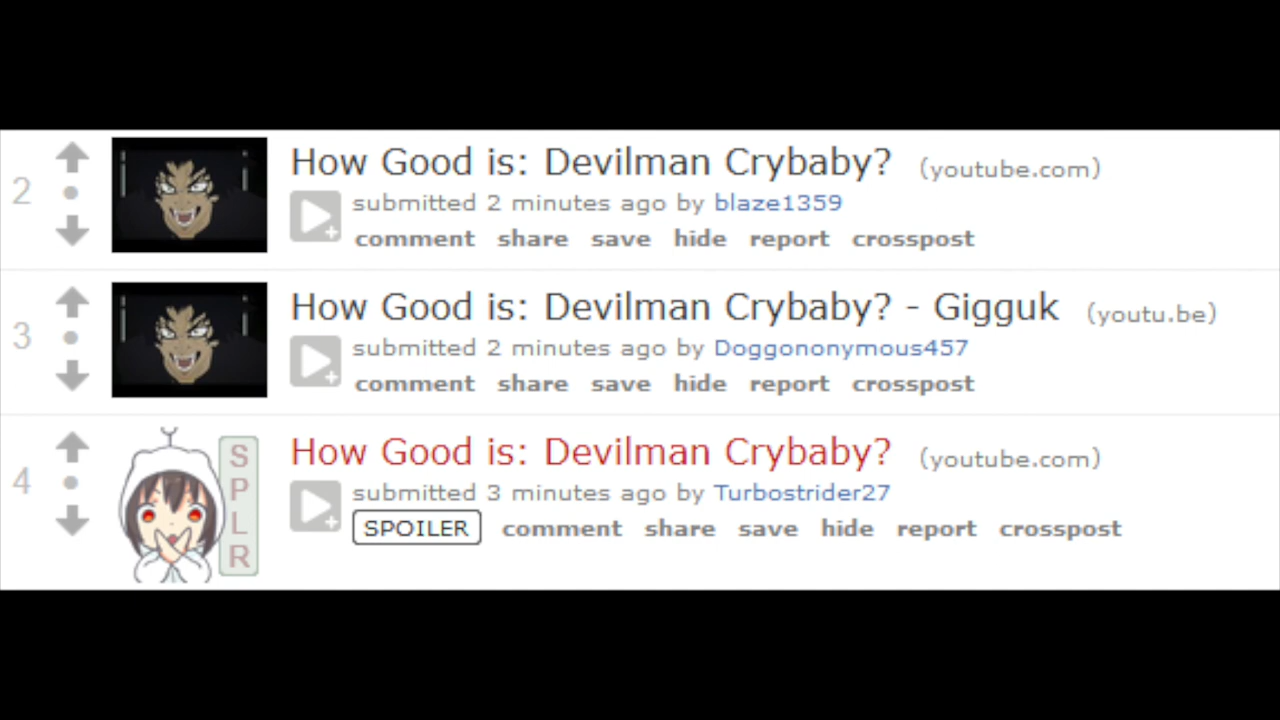 2
How Good is: Devilman Crybaby? (youtube.com)
submitted 2 minutes ago by blaze1359
comment share save hide report crosspost
3
How Good is: Devilman Crybaby? - Gigguk (youtu.be)
submitted 2 minutes ago by Doggononymous457
comment share save hide report crosspost
4
SPLR
How Good is: Devilman Crybaby? (youtube.com)
submitted 3 minutes ago by Turbostrider27
SPOILER comment share save hide report crosspost